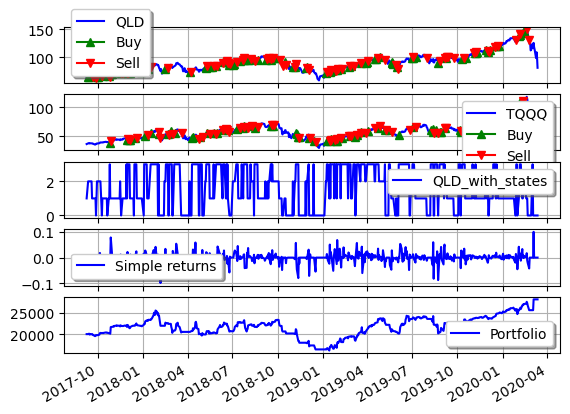 QLD
Buy
Sell
150
100
TQQQ
Buy
Sell
100
50
QLD_with_states
2
0
Simple returns
0.1
0.0
−0.1
Portfolio
25000
20000
2017-10
2018-01
2018-04
2018-07
2018-10
2019-01
2019-04
2019-07
2019-10
2020-01
2020-04